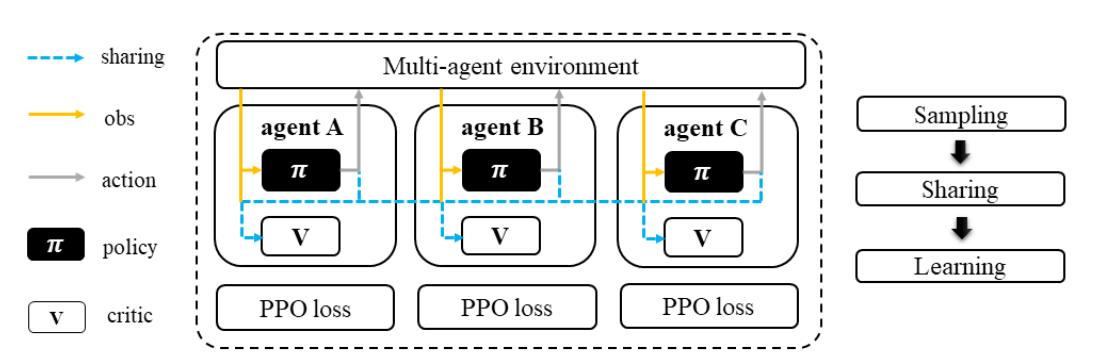 sharing
obs
action
π
policy
V
critic
Multi-agent environment
agent A
agent B
agent C
π
π
π
V
V
V
PPO loss
PPO loss
PPO loss
Sampling
Sharing
Learning